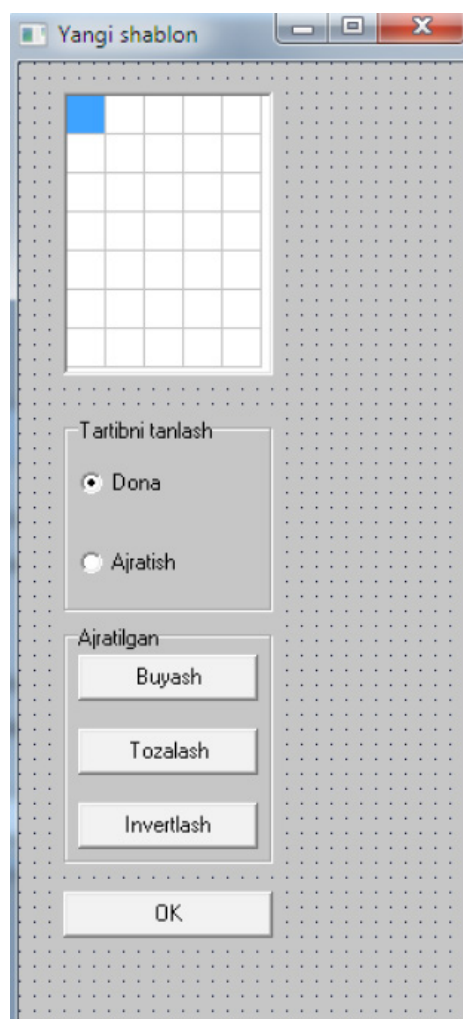 Yangi shablon
Tartibni tanlash
Dona
Ajratish
Ajratilgan
Buyash
Tozalash
Invertlash
OK